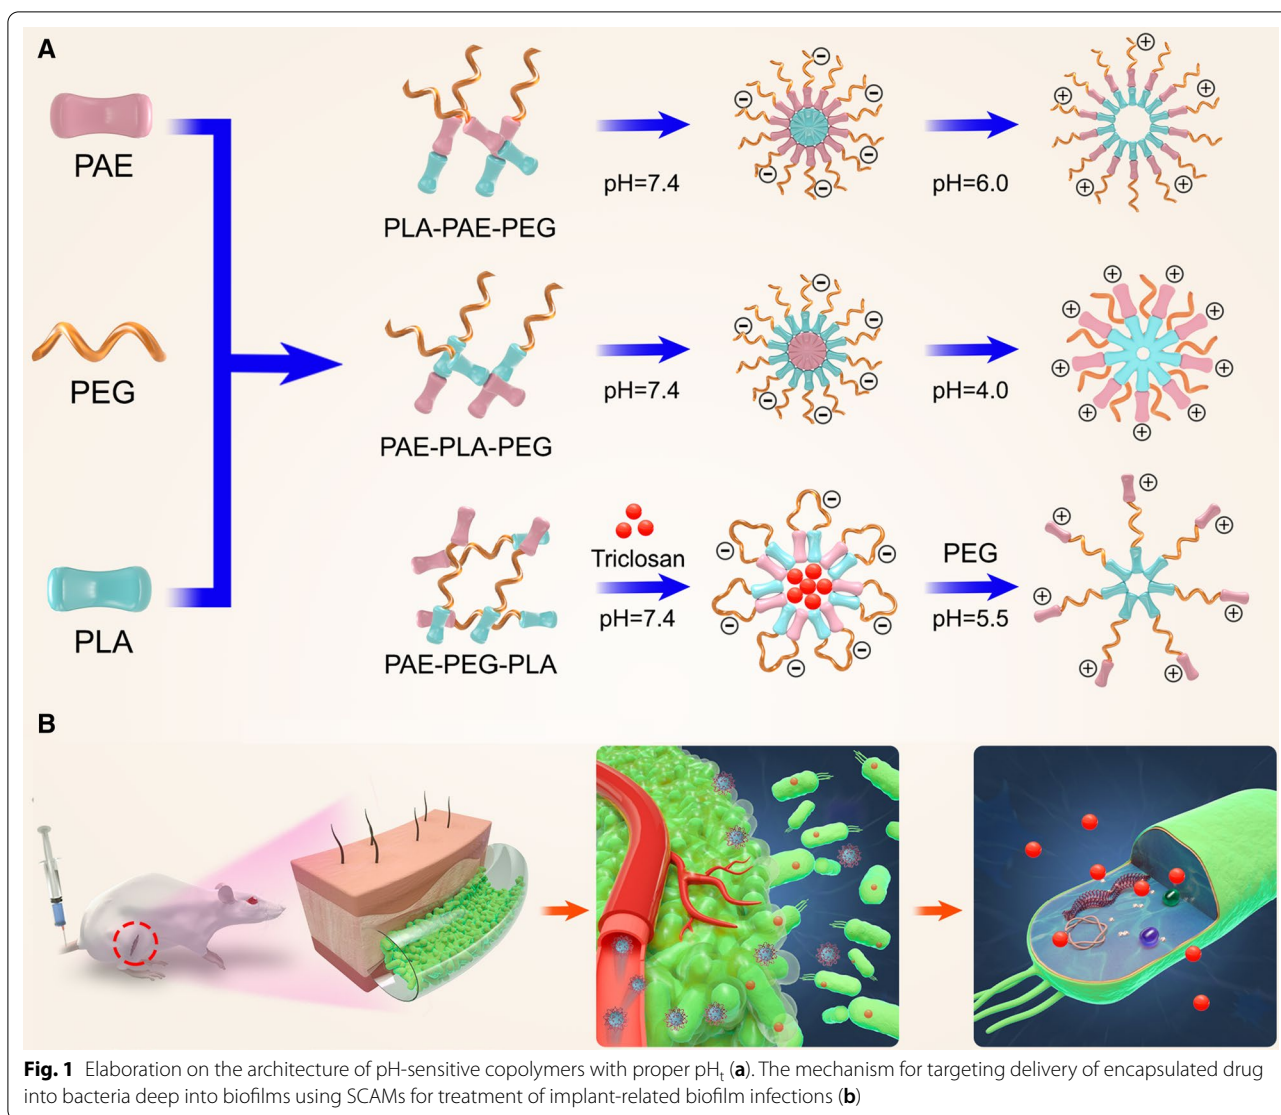 A
PAE
PEG
PLA
PLA-PAE-PEG
pH=7.4
pH=6.0
PAE-PLA-PEG
pH=7.4
pH=4.0
Triclosan
pH=7.4
PEG
pH=5.5
PAE-PEG-PLA
B
Fig. 1 Elaboration on the architecture of pH-sensitive copolymers with proper pHt (a). The mechanism for targeting delivery of encapsulated drug
into bacteria deep into biofilms using SCAMs for treatment of implant-related biofilm infections (b)